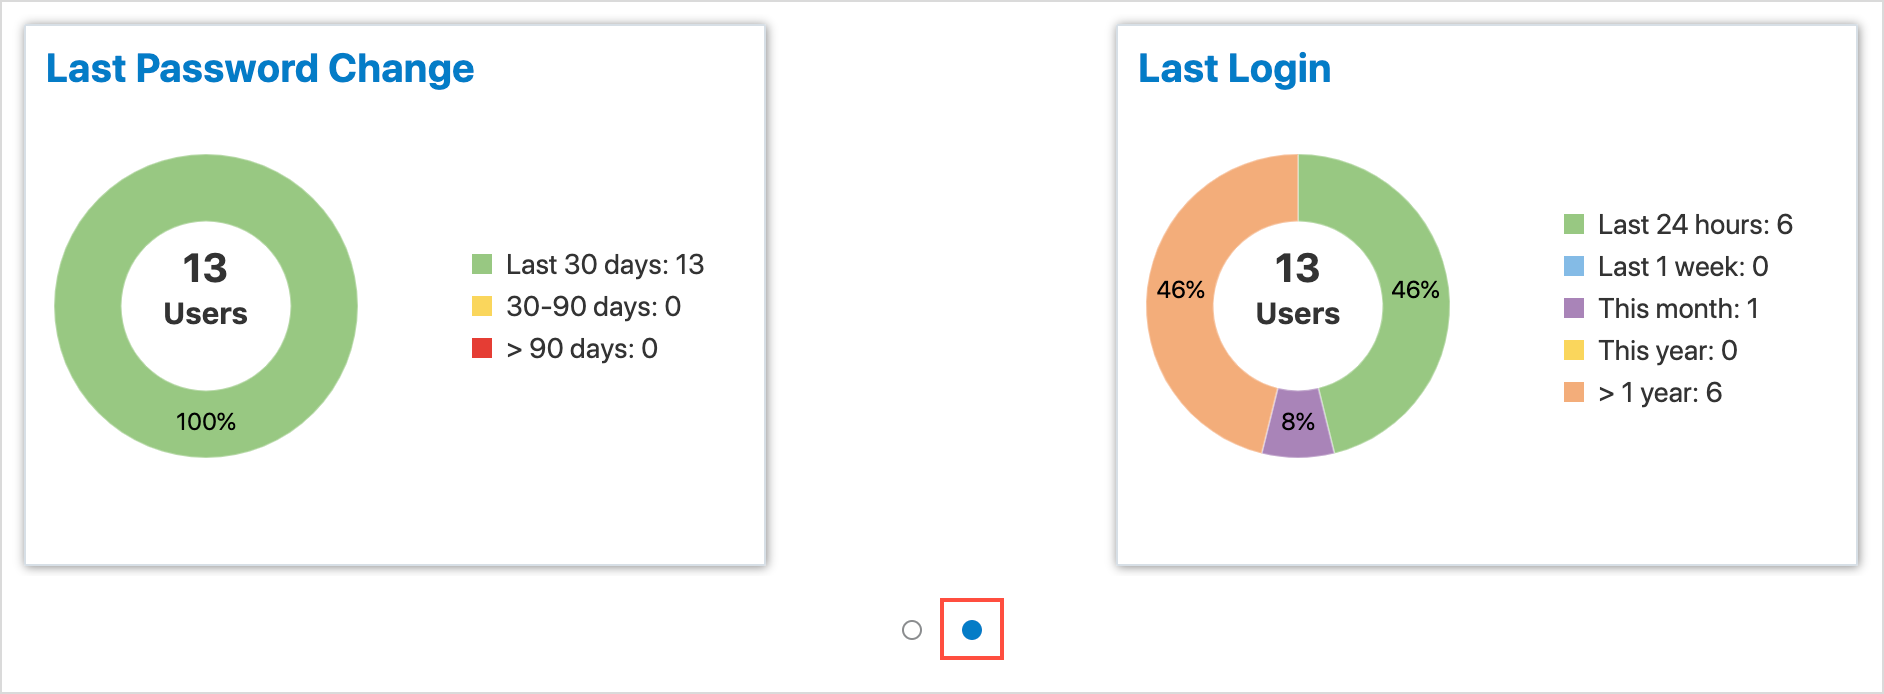 Last Password Change
13
Users
100%
Last 30 days: 13
30-90 days: 0
> 90 days: 0
Last Login
46%
13
Users
46%
8%
Last 24 hours: 6
Last 1 week: 0
This month: 1
This year: 0
> 1 year: 6